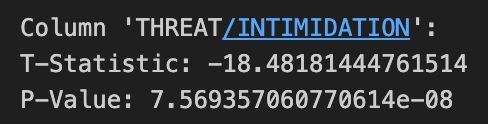 Column 'THREAT/INTIMIDATION':
T-Statistic: -18.48181444761514
P-Value: 7.569357060770614e-08